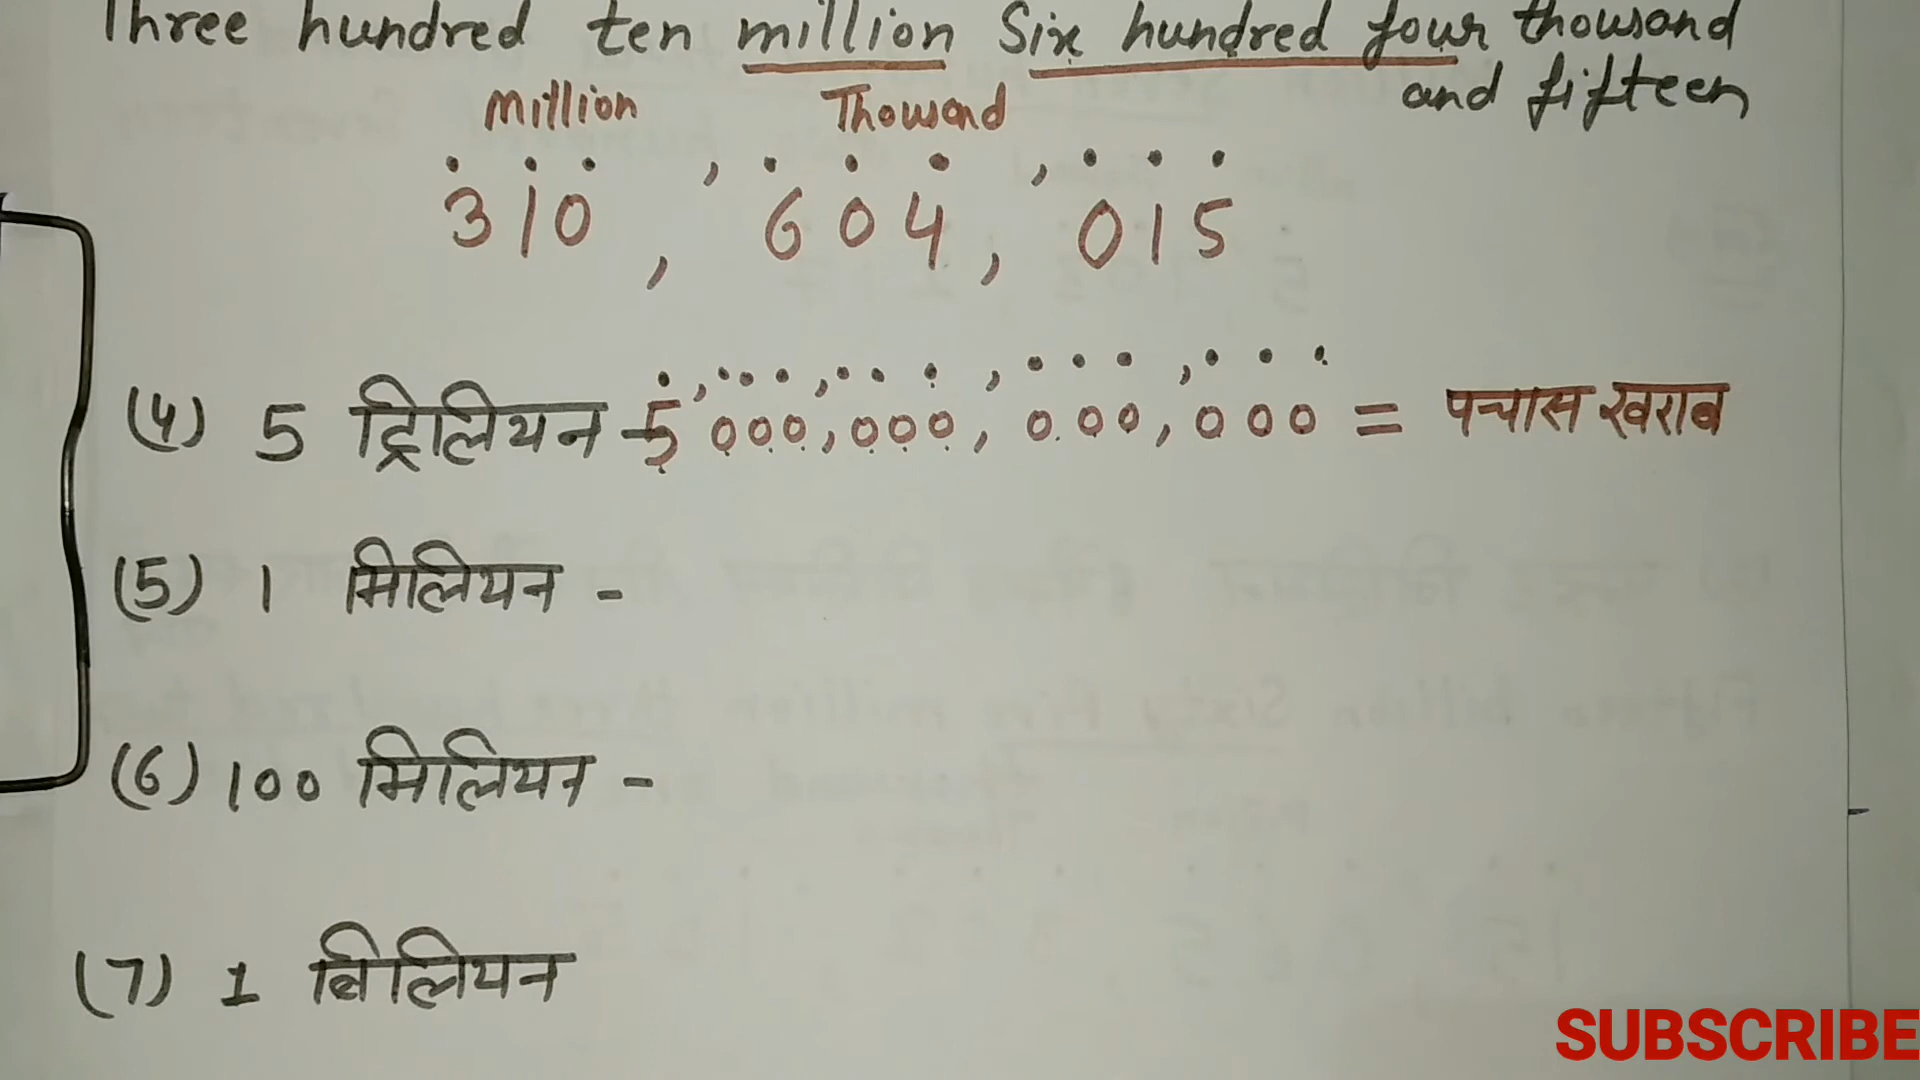 Three hundred ten million Six hundred four thousand
and fifteen
Million Thousand
310 , 604 , 015
(4) 5 ट्रिलियन - 5 000,000, 000, 000 = पचास खराब
(5) 1 मिलियन -
(6) 100 मिलियन -
(7) 1 बिलियन
SUBSCRIBE